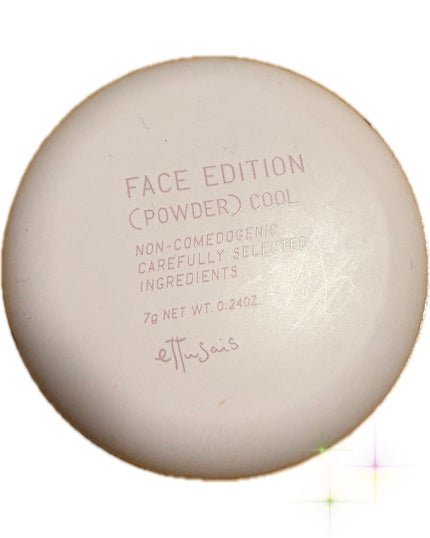 FACE EDITION
(POWDER) COOL
NON-COMEDOGENIC
CAREFULLY SELECTED
INGREDIENTS
7g NET WT. 0.24OZ.
ettusais